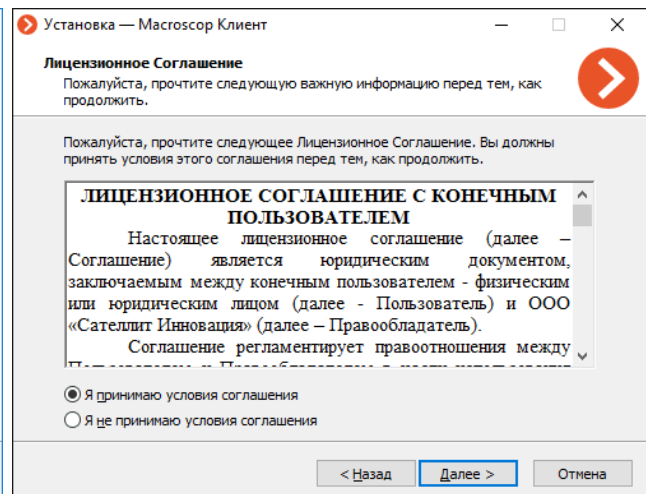 Установка — Macroscop Клиент
Лицензионное Соглашение
Пожалуйста, прочтите следующую важную информацию перед тем, как
продолжить.
Пожалуйста, прочтите следующее Лицензионное Соглашение. Вы должны
принять условия этого соглашения перед тем, как продолжить.
ЛИЦЕНЗИОННОЕ СОГЛАШЕНИЕ С КОНЕЧНЫМ
ПОЛЬЗОВАТЕЛЕМ
Настоящее лицензионное соглашение (далее –
Соглашение) является юридическим документом,
заключаемым между конечным пользователем - физическим
или юридическим лицом (далее - Пользователь) и ООО
«Сателлит Инновация» (далее – Правообладатель).
Соглашение регламентирует правоотношения между
Я принимаю условия соглашения
Я не принимаю условия соглашения
< Назад
Далее >
Отмена